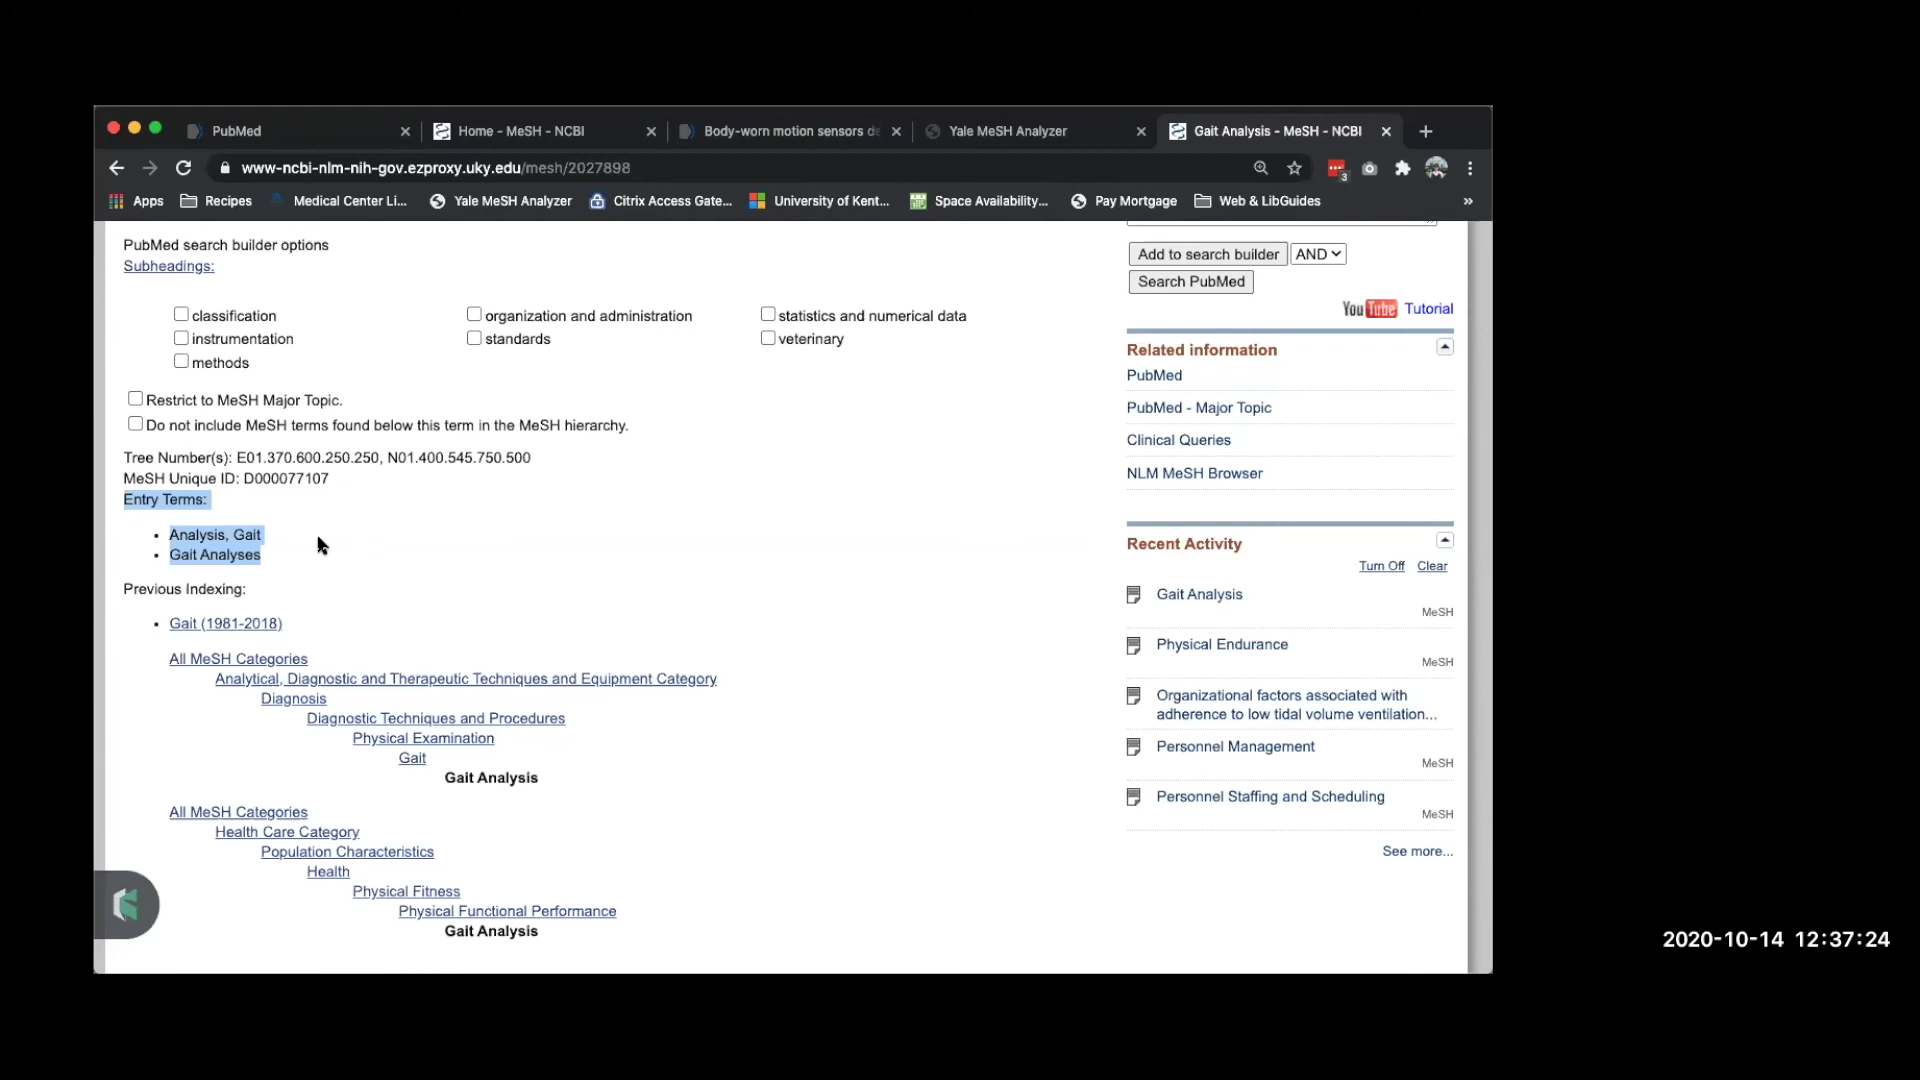 PubMed
Home - MeSH - NCBI
Body-worn motion sensors de
Yale MeSH Analyzer
Gait Analysis - MeSH - NCBI
www-ncbi-nlm-nih-gov.ezproxy.uky.edu/mesh/2027898
3
Apps Recipes Medical Center Li... Yale MeSH Analyzer Citrix Access Gate... University of Kent... Space Availability... Pay Mortgage Web & LibGuides »
PubMed search builder options
Subheadings:
classification organization and administration statistics and numerical data
instrumentation standards veterinary
methods
Restrict to MeSH Major Topic.
Do not include MeSH terms found below this term in the MeSH hierarchy.
Tree Number(s): E01.370.600.250.250, N01.400.545.750.500
MeSH Unique ID: D000077107
Entry Terms:
• Analysis, Gait
• Gait Analyses
Previous Indexing:
• Gait (1981-2018)
All MeSH Categories
Analytical, Diagnostic and Therapeutic Techniques and Equipment Category
Diagnosis
Diagnostic Techniques and Procedures
Physical Examination
Gait
Gait Analysis
All MeSH Categories
Health Care Category
Population Characteristics
Health
Physical Fitness
Physical Functional Performance
Gait Analysis
Add to search builder AND
Search PubMed
YouTube Tutorial
Related information
PubMed
PubMed - Major Topic
Clinical Queries
NLM MeSH Browser
Recent Activity
Turn Off Clear
Gait Analysis
MeSH
Physical Endurance
MeSH
Organizational factors associated with
adherence to low tidal volume ventilation...
Personnel Management
MeSH
Personnel Staffing and Scheduling
MeSH
See more...
2020-10-14 12:37:24